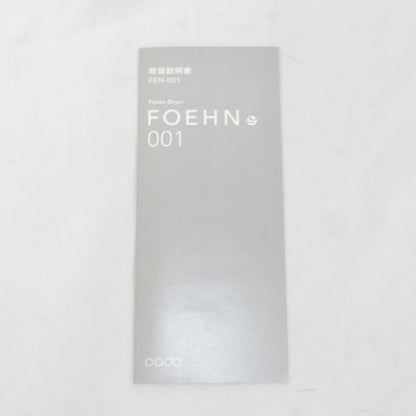 取扱説明書
FEN-001
Futon Dryer
FOEHN
001
cado